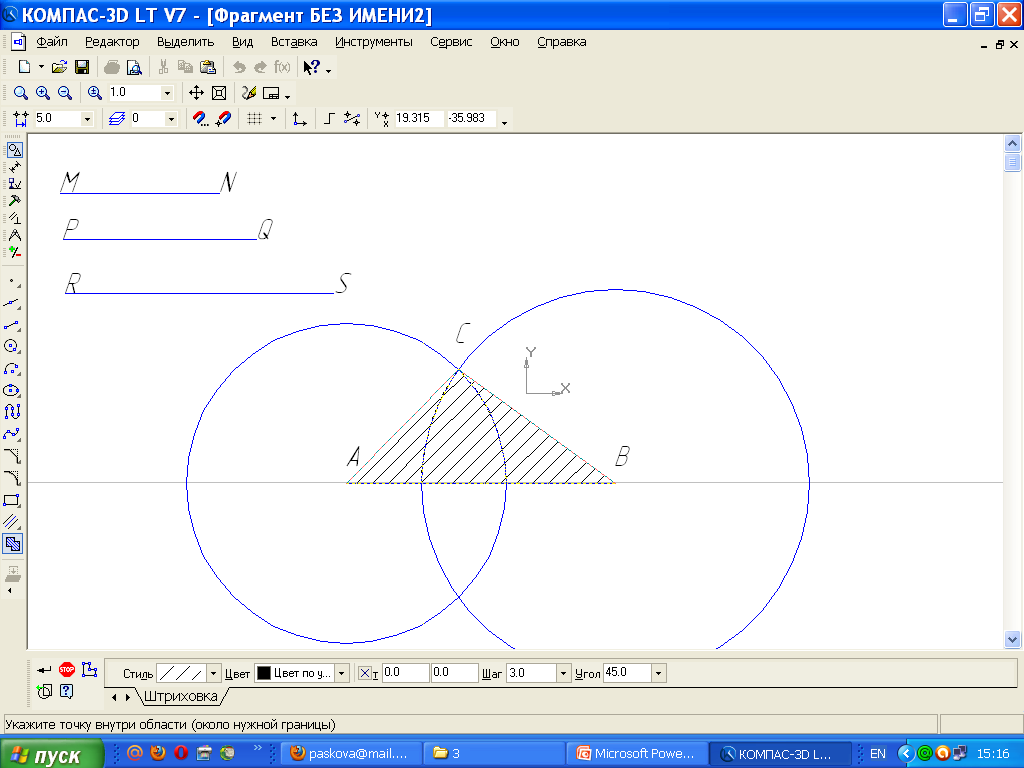 КОМПАС-3D LT V7 - [Фрагмент БЕЗ ИМЕНИ2]
Файл Редактор Выделить Вид Вставка Инструменты Сервис Окно Справка
f(x)
1.0
5.0 0 19.315 -35.983
M N
P Q
R S
C
Y
X
A B
Стиль Цвет Цвет по у... т 0.0 0.0 Шаг 3.0 Угол 45.0
STOP
Штриховка
Укажите точку внутри области (около нужной границы)
пуск paskova@mail.... 3 Microsoft Powe... КОМПАС-3D L... EN 15:16